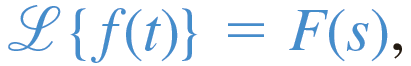 ℒ{f(t)} = F(s),